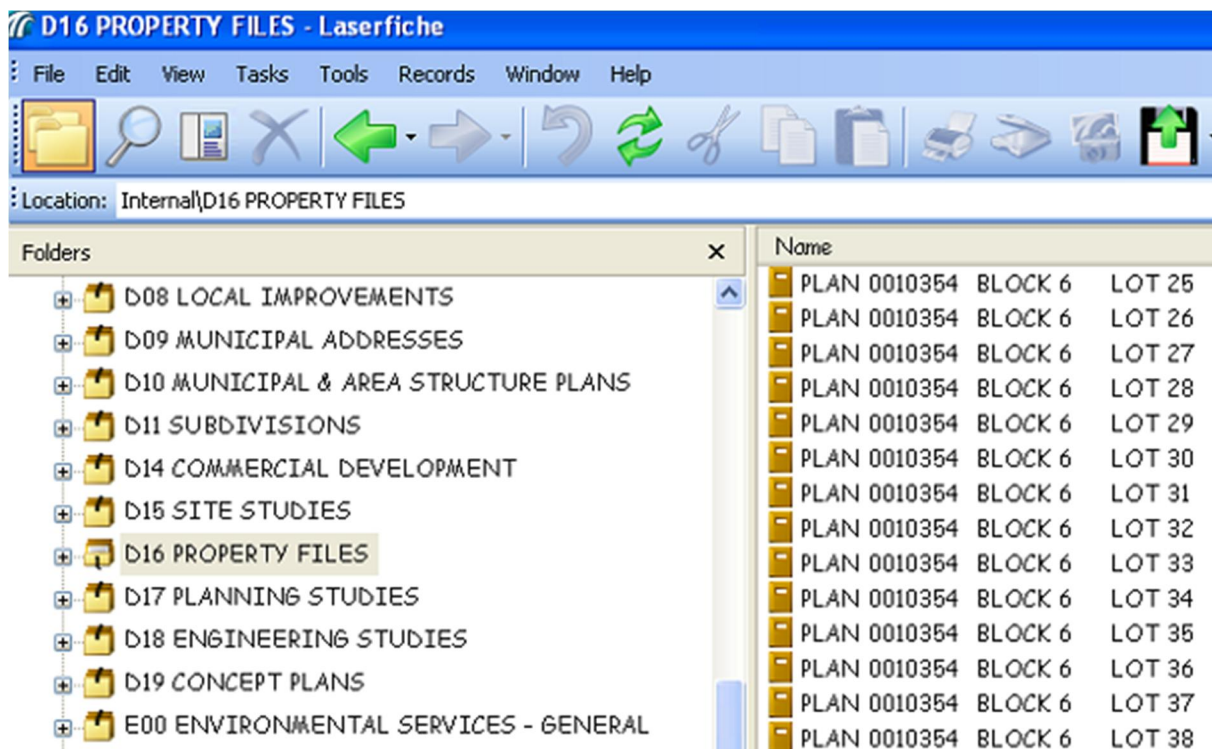 D16 PROPERTY FILES - Laserfiche
File Edit View Tasks Tools Records Window Help
Location: Internal\D16 PROPERTY FILES
Folders
D08 LOCAL IMPROVEMENTS
D09 MUNICIPAL ADDRESSES
D10 MUNICIPAL & AREA STRUCTURE PLANS
D11 SUBDIVISIONS
D14 COMMERCIAL DEVELOPMENT
D15 SITE STUDIES
D16 PROPERTY FILES
D17 PLANNING STUDIES
D18 ENGINEERING STUDIES
D19 CONCEPT PLANS
E00 ENVIRONMENTAL SERVICES - GENERAL
Name
PLAN 0010354 BLOCK 6 LOT 25
PLAN 0010354 BLOCK 6 LOT 26
PLAN 0010354 BLOCK 6 LOT 27
PLAN 0010354 BLOCK 6 LOT 28
PLAN 0010354 BLOCK 6 LOT 29
PLAN 0010354 BLOCK 6 LOT 30
PLAN 0010354 BLOCK 6 LOT 31
PLAN 0010354 BLOCK 6 LOT 32
PLAN 0010354 BLOCK 6 LOT 33
PLAN 0010354 BLOCK 6 LOT 34
PLAN 0010354 BLOCK 6 LOT 35
PLAN 0010354 BLOCK 6 LOT 36
PLAN 0010354 BLOCK 6 LOT 37
PLAN 0010354 BLOCK 6 LOT 38